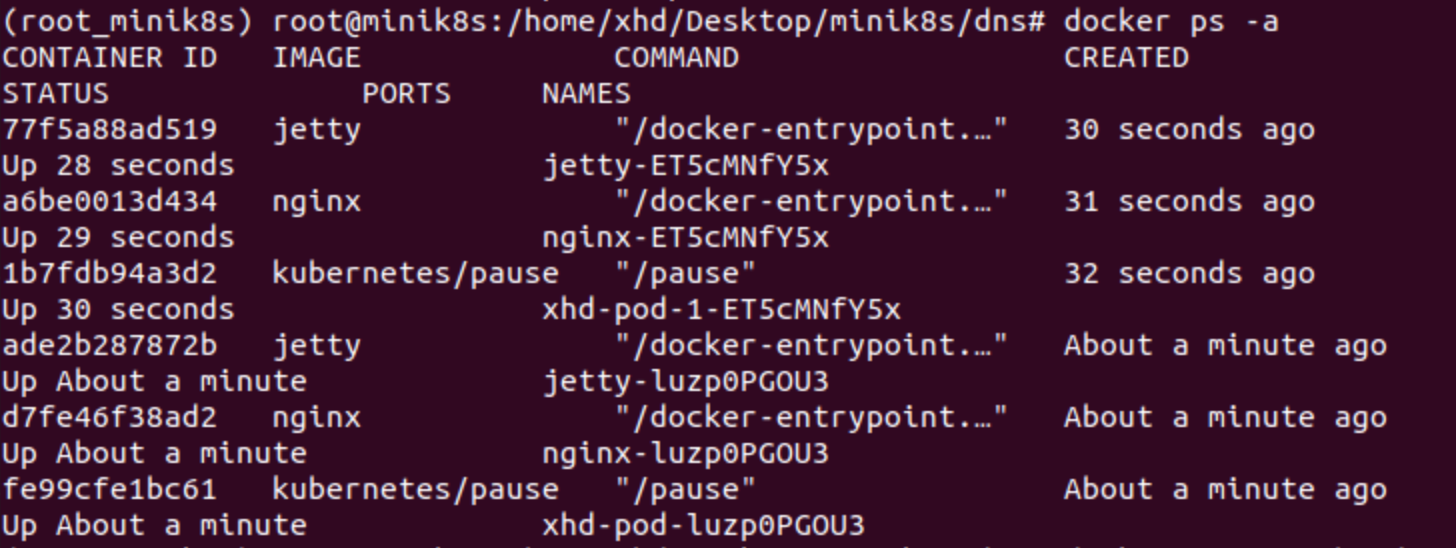 (root_minik8s) root@minik8s:/home/xhd/Desktop/minik8s/dns# docker ps -a
CONTAINER ID   IMAGE              COMMAND                  CREATED
STATUS              PORTS     NAMES
77f5a88ad519   jetty              "/docker-entrypoint.…"   30 seconds ago
Up 28 seconds                 jetty-ET5cMNfY5x
a6be0013d434   nginx              "/docker-entrypoint.…"   31 seconds ago
Up 29 seconds                 nginx-ET5cMNfY5x
1b7fdb94a3d2   kubernetes/pause   "/pause"                 32 seconds ago
Up 30 seconds                 xhd-pod-1-ET5cMNfY5x
ade2b287872b   jetty              "/docker-entrypoint.…"   About a minute ago
Up About a minute             jetty-luzp0PGOU3
d7fe46f38ad2   nginx              "/docker-entrypoint.…"   About a minute ago
Up About a minute             nginx-luzp0PGOU3
fe99cfe1bc61   kubernetes/pause   "/pause"                 About a minute ago
Up About a minute             xhd-pod-luzp0PGOU3